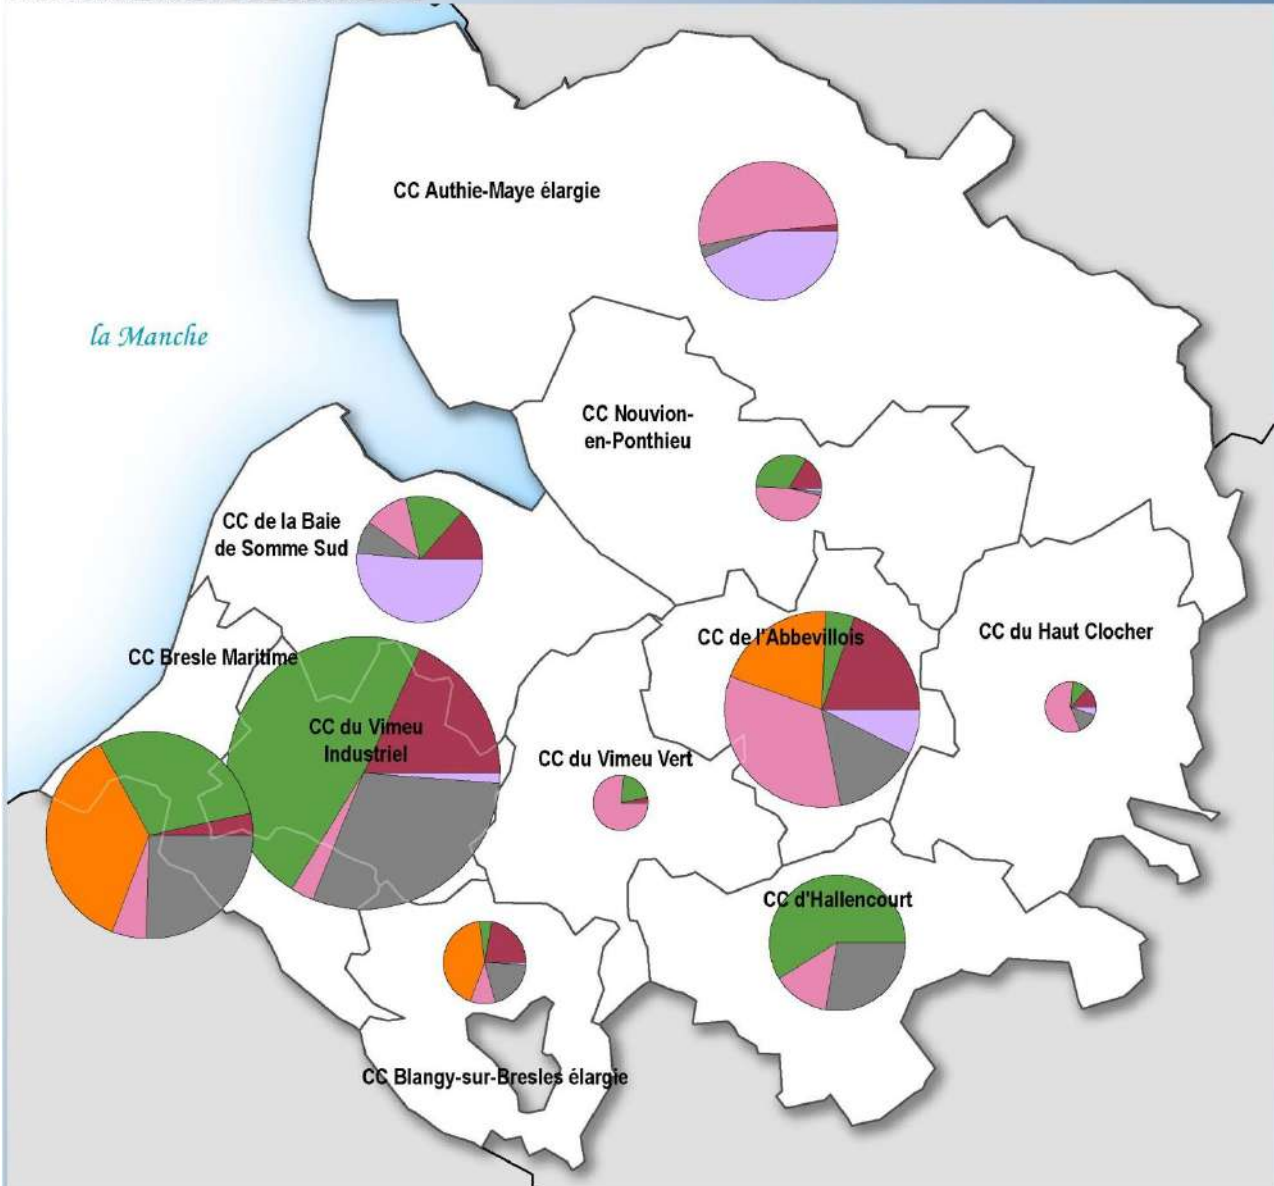 CC Authie-Maye élargie
la Manche
CC Nouvion-
en-Ponthieu
CC de la Baie
de Somme Sud
CC de l'Abbevillois
CC du Haut Clocher
CC Bresle Maritime
CC du Vimeu
Industriel
CC du Vimeu Vert
CC d'Hallencourt
CC Blangy-sur-Bresles élargie